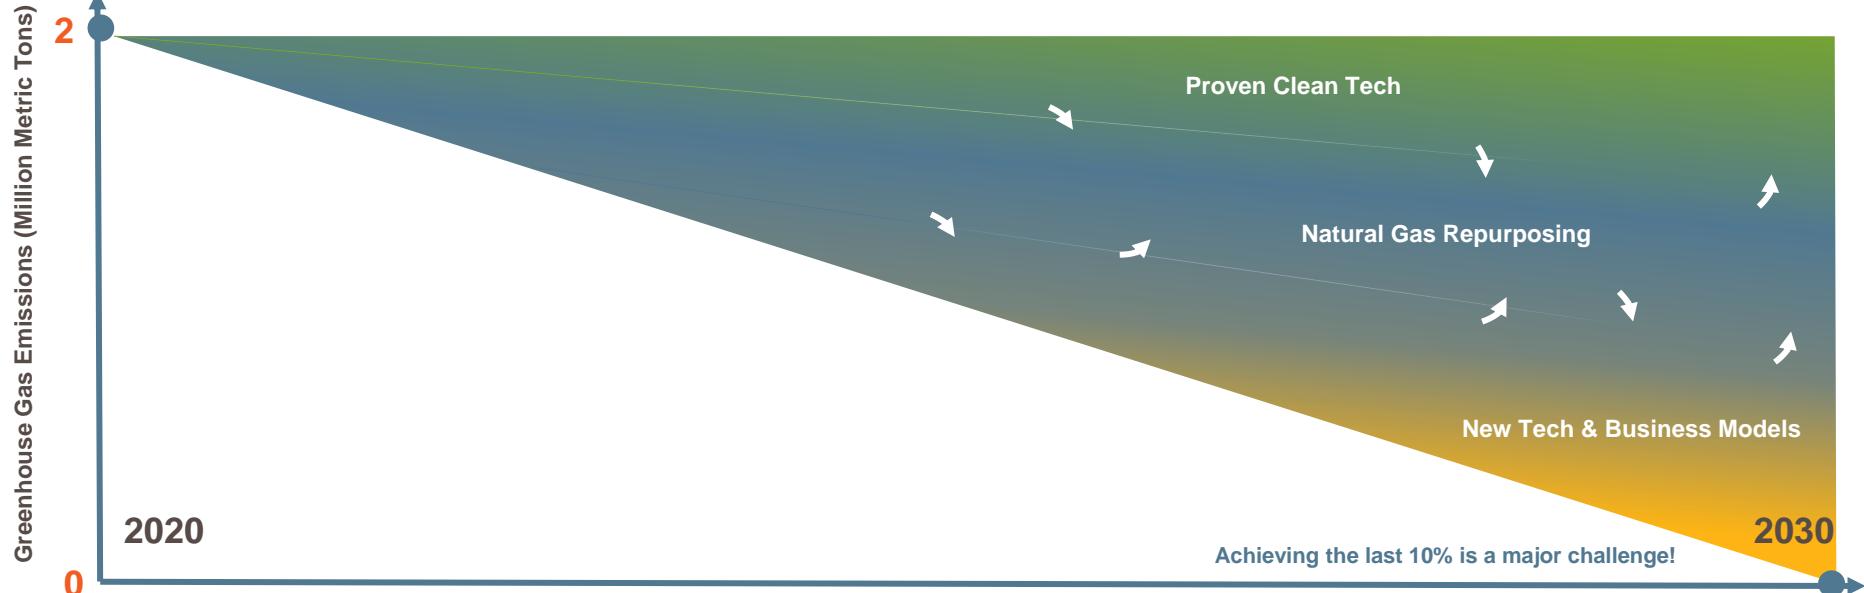 Greenhouse Gas Emissions (Million Metric Tons)
2
Proven Clean Tech
Natural Gas Repurposing
New Tech & Business Models
2020
2030
Achieving the last 10% is a major challenge!
0